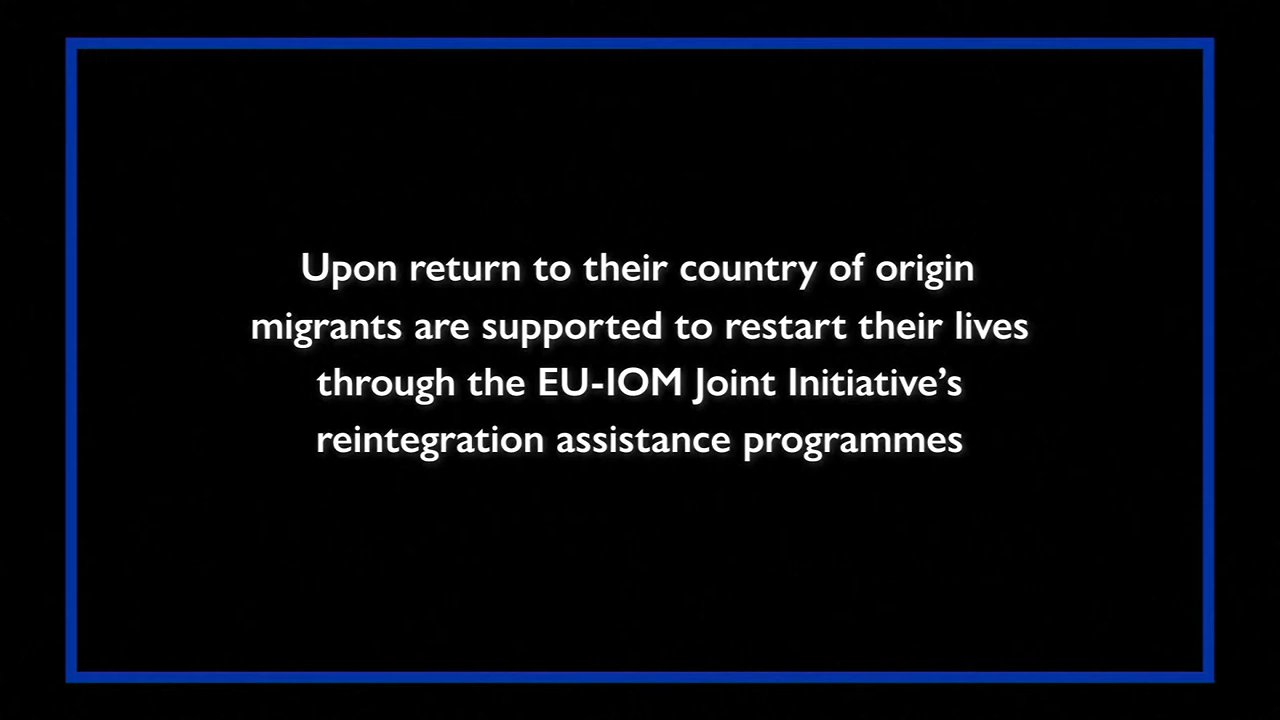 Upon return to their country of origin
migrants are supported to restart their lives
through the EU-IOM Joint Initiative’s
reintegration assistance programmes